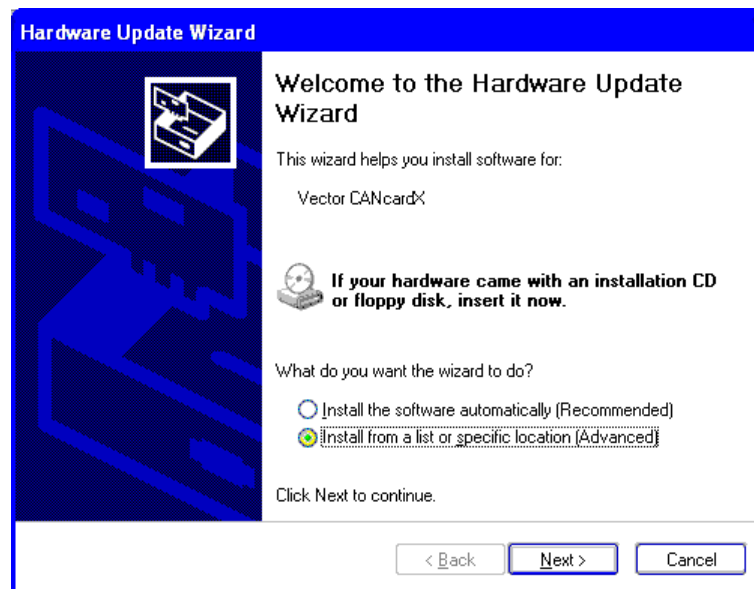 Hardware Update Wizard
Welcome to the Hardware Update
Wizard
This wizard helps you install software for:
Vector CANcardX
If your hardware came with an installation CD
or floppy disk, insert it now.
What do you want the wizard to do?
Install the software automatically (Recommended)
Install from a list or specific location (Advanced)
Click Next to continue.
< Back
Next >
Cancel